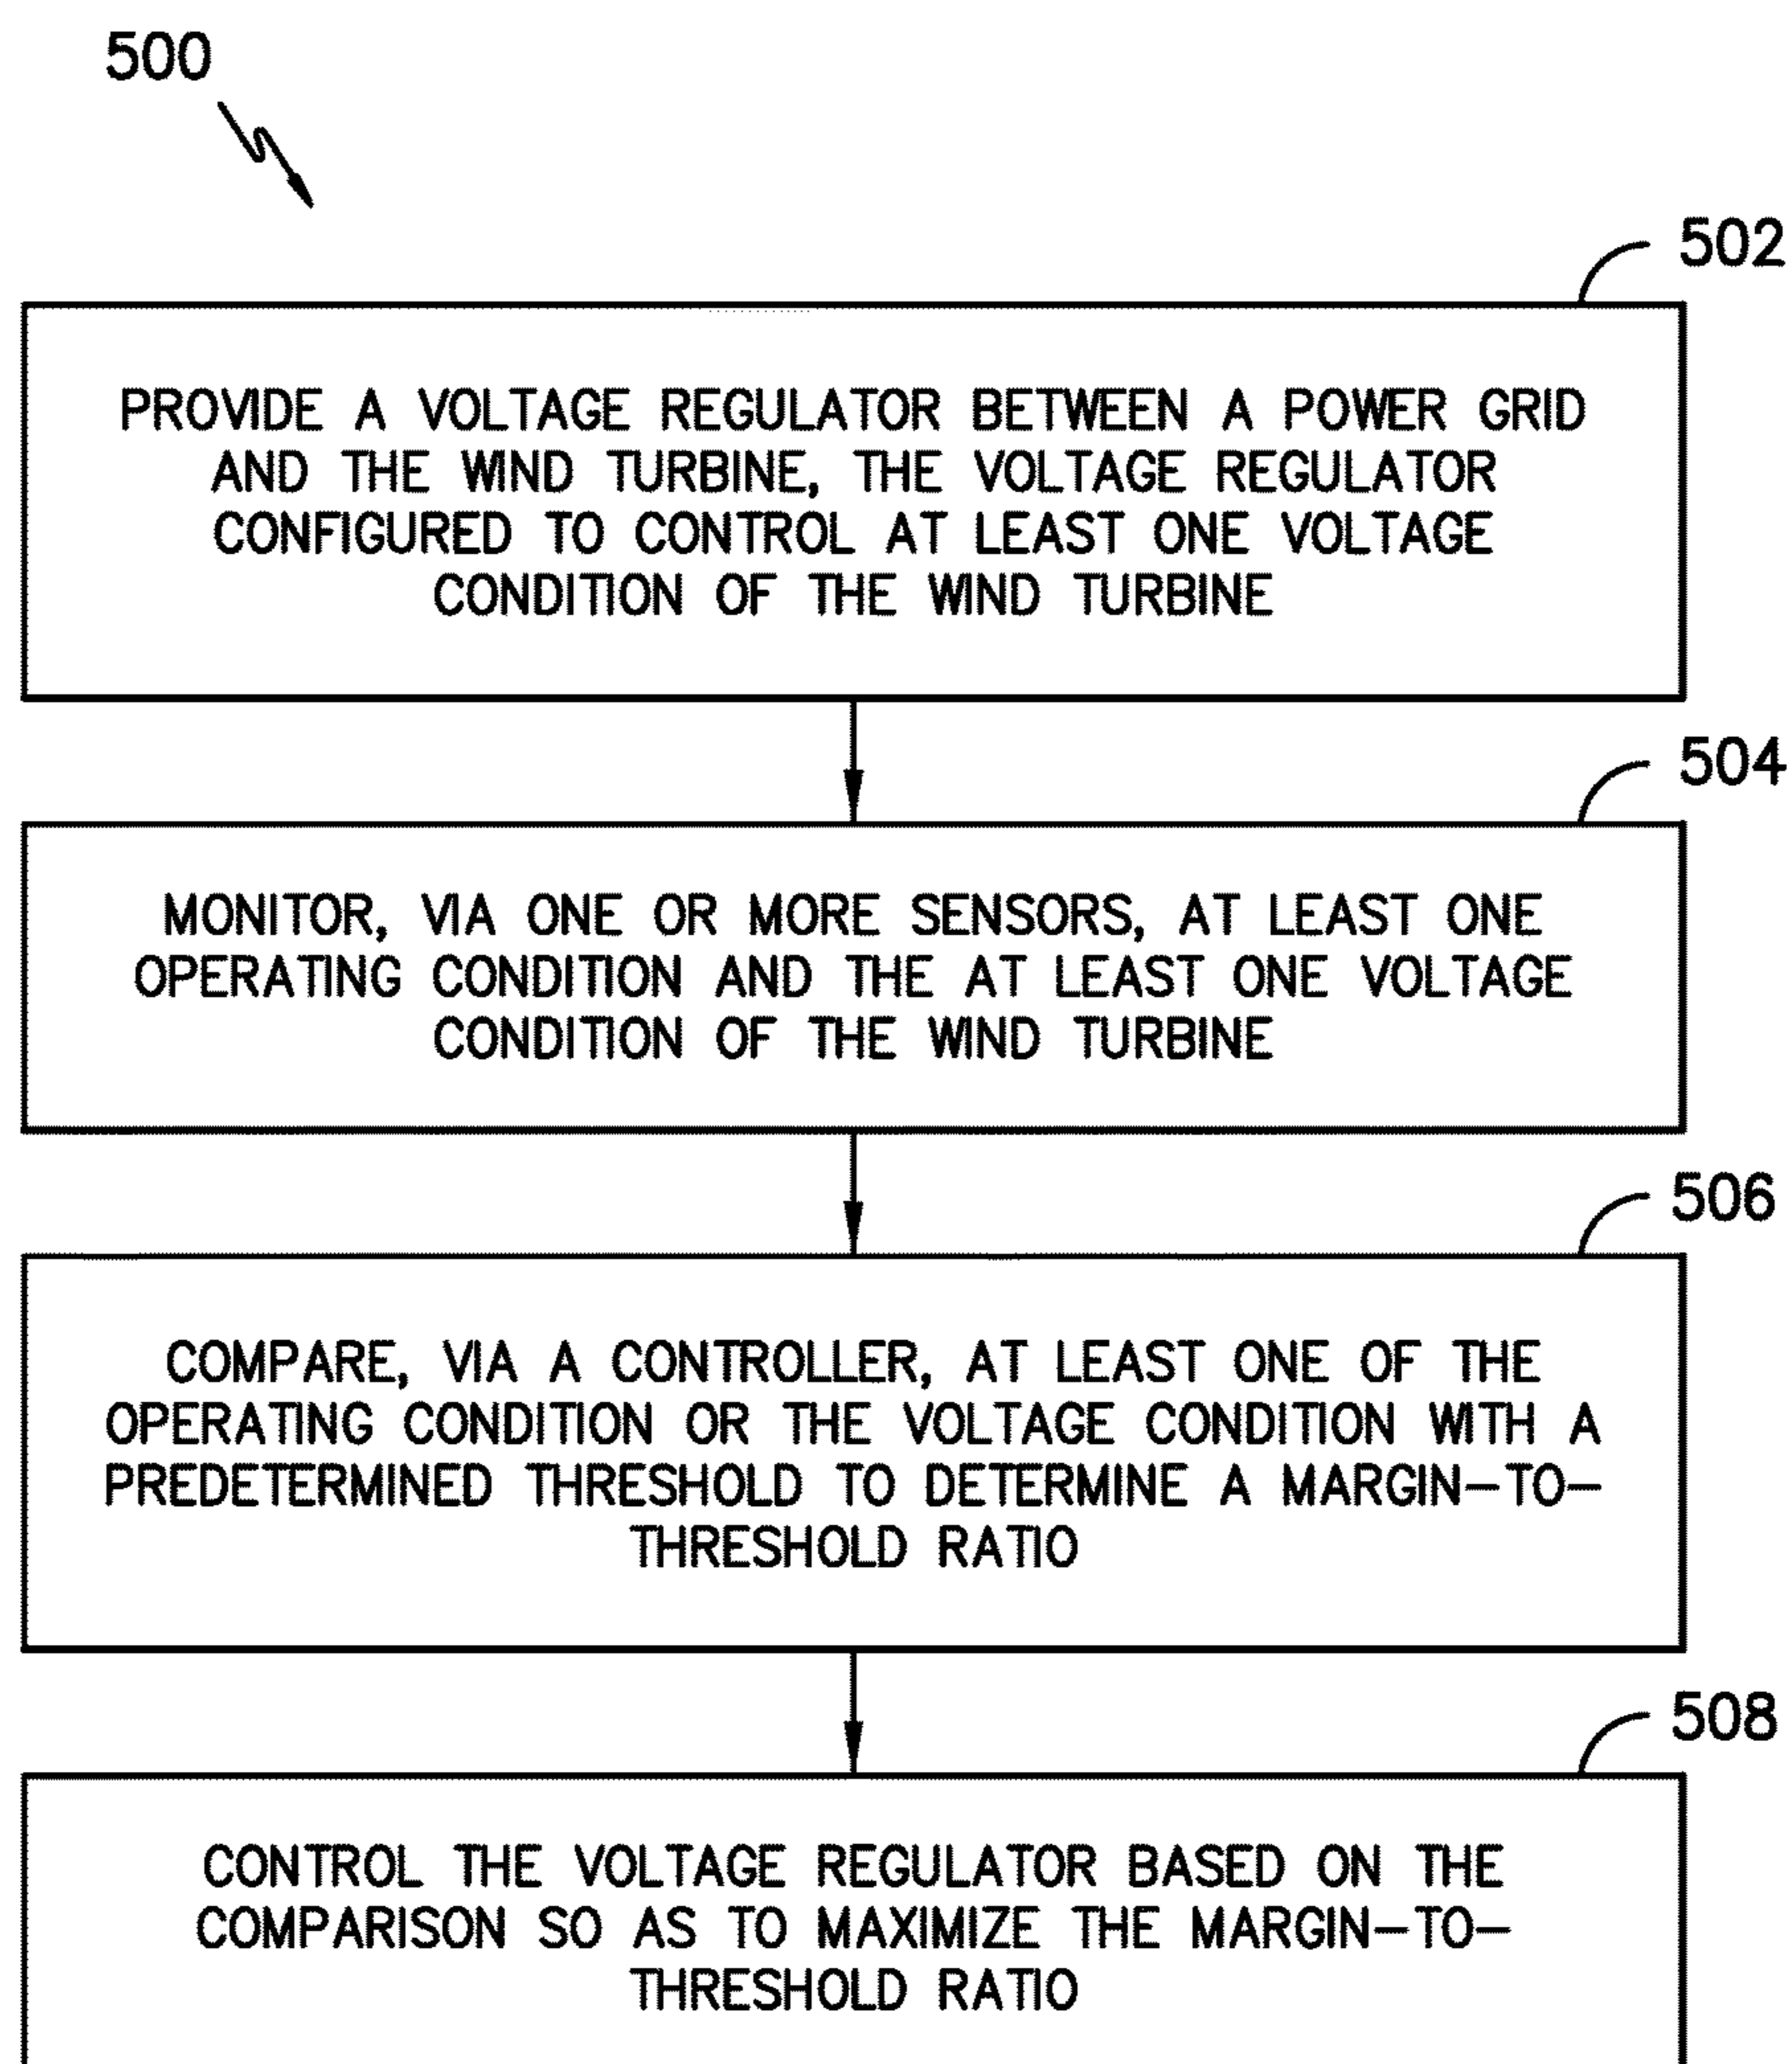 500
502
PROVIDE A VOLTAGE REGULATOR BETWEEN A POWER GRID
AND THE WIND TURBINE, THE VOLTAGE REGULATOR
CONFIGURED TO CONTROL AT LEAST ONE VOLTAGE
CONDITION OF THE WIND TURBINE
504
MONITOR, VIA ONE OR MORE SENSORS, AT LEAST ONE
OPERATING CONDITION AND THE AT LEAST ONE VOLTAGE
CONDITION OF THE WIND TURBINE
506
COMPARE, VIA A CONTROLLER, AT LEAST ONE OF THE
OPERATING CONDITION OR THE VOLTAGE CONDITION WITH A
PREDETERMINED THRESHOLD TO DETERMINE A MARGIN-TO-
THRESHOLD RATIO
508
CONTROL THE VOLTAGE REGULATOR BASED ON THE
COMPARISON SO AS TO MAXIMIZE THE MARGIN-TO-
THRESHOLD RATIO